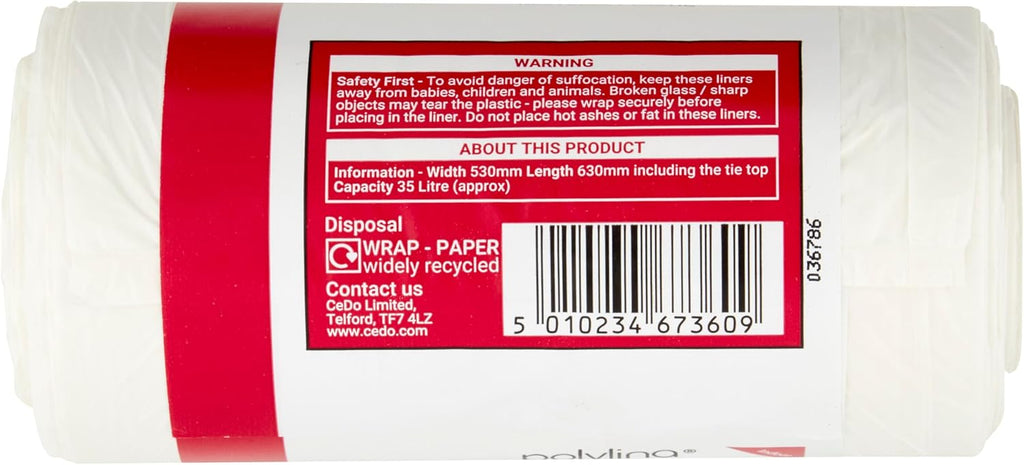 WARNING
Safety First - To avoid danger of suffocation, keep these liners
away from babies, children and animals. Broken glass / sharp
objects may tear the plastic - please wrap securely before
placing in the liner. Do not place hot ashes or fat in these liners.
ABOUT THIS PRODUCT
Information - Width 530mm Length 630mm including the tie top
Capacity 35 Litre (approx)
Disposal
WRAP - PAPER
widely recycled
Contact us
CeDo Limited,
Telford, TF7 4LZ
www.cedo.com
5 010234 673609
036786
polylina®